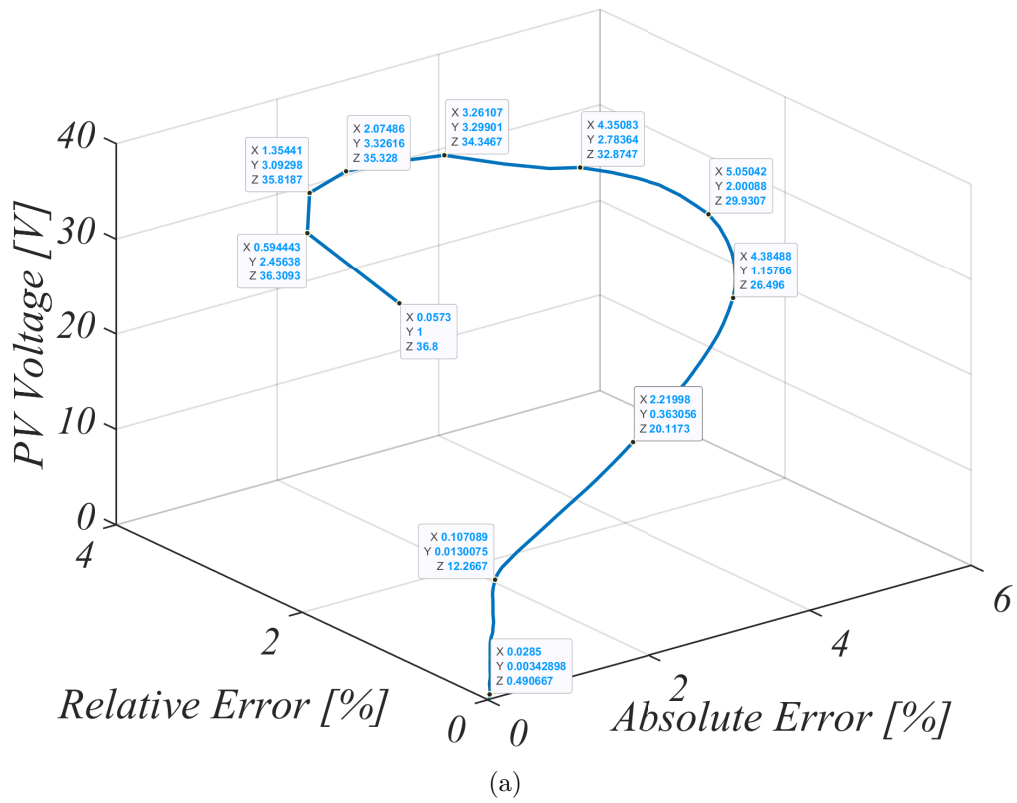 X 3.26107
Y 3.29901
Z 34.3467
X 2.07486
Y 3.32616
Z 35.328
X 4.35083
Y 2.78364
Z 32.8747
X 1.35441
Y 3.09298
Z 35.8187
X 5.05042
Y 2.00088
Z 29.9307
X 0.594443
Y 2.45638
Z 36.3093
X 4.38488
Y 1.15766
Z 26.496
X 0.0573
Y 1
Z 36.8
X 2.21998
Y 0.363056
Z 20.1173
X 0.107089
Y 0.0130075
Z 12.2667
X 0.0285
Y 0.00342898
Z 0.490667
40
30
20
10
0
PV Voltage [V]
4
2
0
Relative Error [%]
0
2
4
6
Absolute Error [%]
(a)